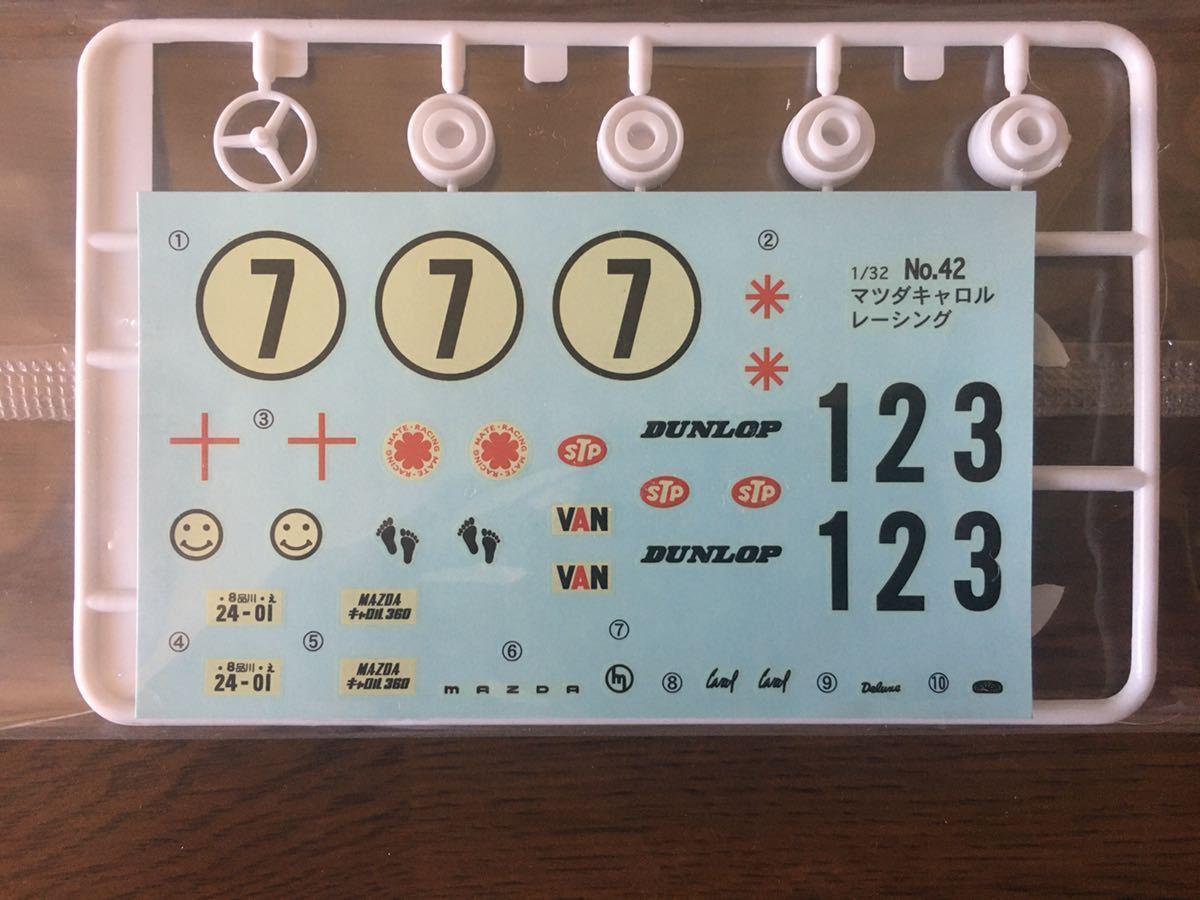 ①
7
7
7
②
1/32 No.42
マツダキャロル
レーシング
③
MATE・RACING MATE・RACING
MATE・RACING MATE・RACING
STP
DUNLOP
STP
STP
1 2 3
VAN
DUNLOP
VAN
1 2 3
・8品川・え
24-01
MAZDA
キャロル360
④
・8品川・え
24-01
⑤
MAZDA
キャロル360
⑥
MAZDA
⑦
m
⑧
Carol
Carol
⑨
Deluxe
⑩